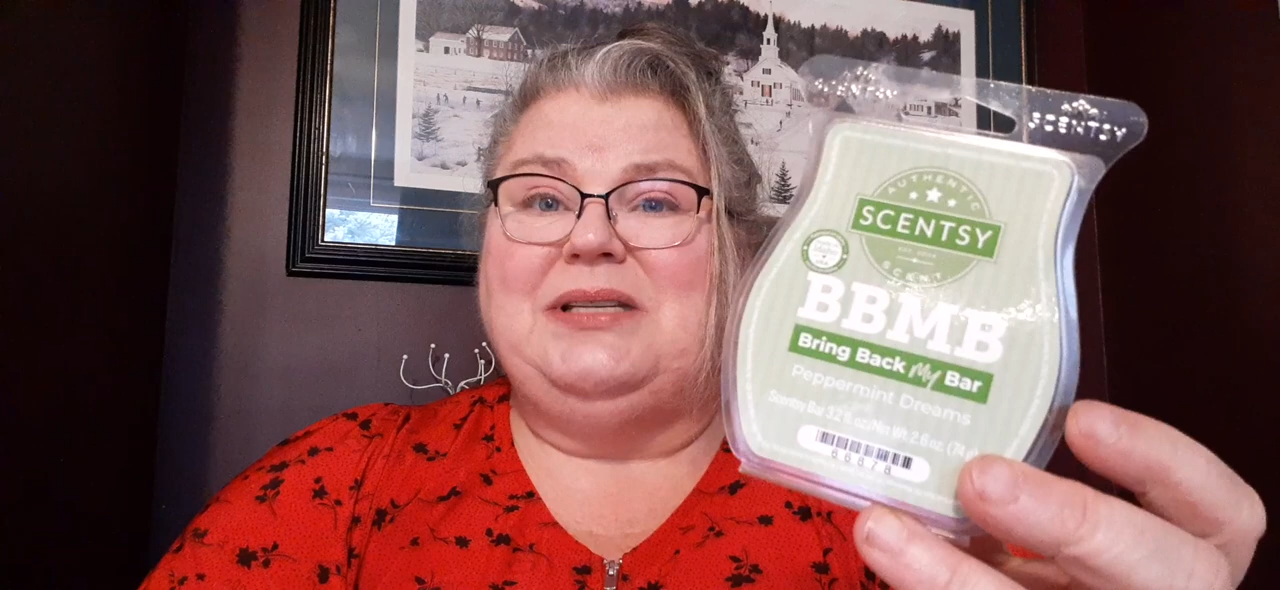 SCENTSY
AUTHENTIC
SCENTSY
SCENT
BBMB
Bring Back My Bar
Peppermint Dreams
Scentsy Bar 3.2 fl. oz./Net Wt. 2.6 oz. (74 g)
66878